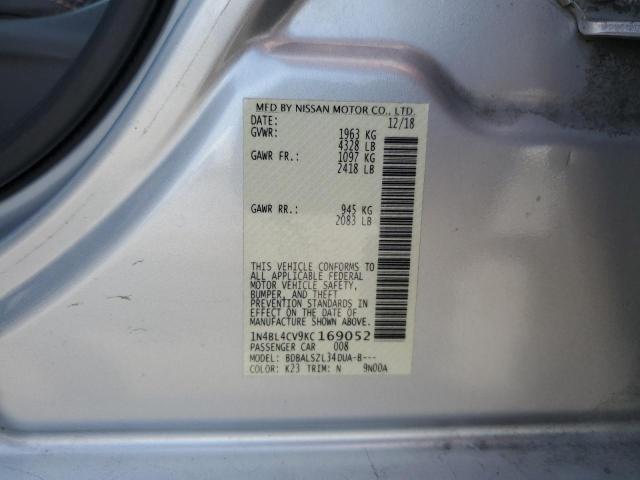 MFD BY NISSAN MOTOR CO., LTD.
DATE: 12/18
GVWR: 1963 KG
4328 LB
GAWR FR.: 1097 KG
2418 LB
GAWR RR.: 945 KG
2083 LB
THIS VEHICLE CONFORMS TO
ALL APPLICABLE FEDERAL
MOTOR VEHICLE SAFETY,
BUMPER, AND THEFT
PREVENTION STANDARDS IN
EFFECT ON THE DATE OF
MANUFACTURE SHOWN ABOVE.
1N4BL4CV9KC169052
PASSENGER CAR 008
MODEL: BDBALSZL34DUA-B---
COLOR: K23 TRIM: N 9N00A